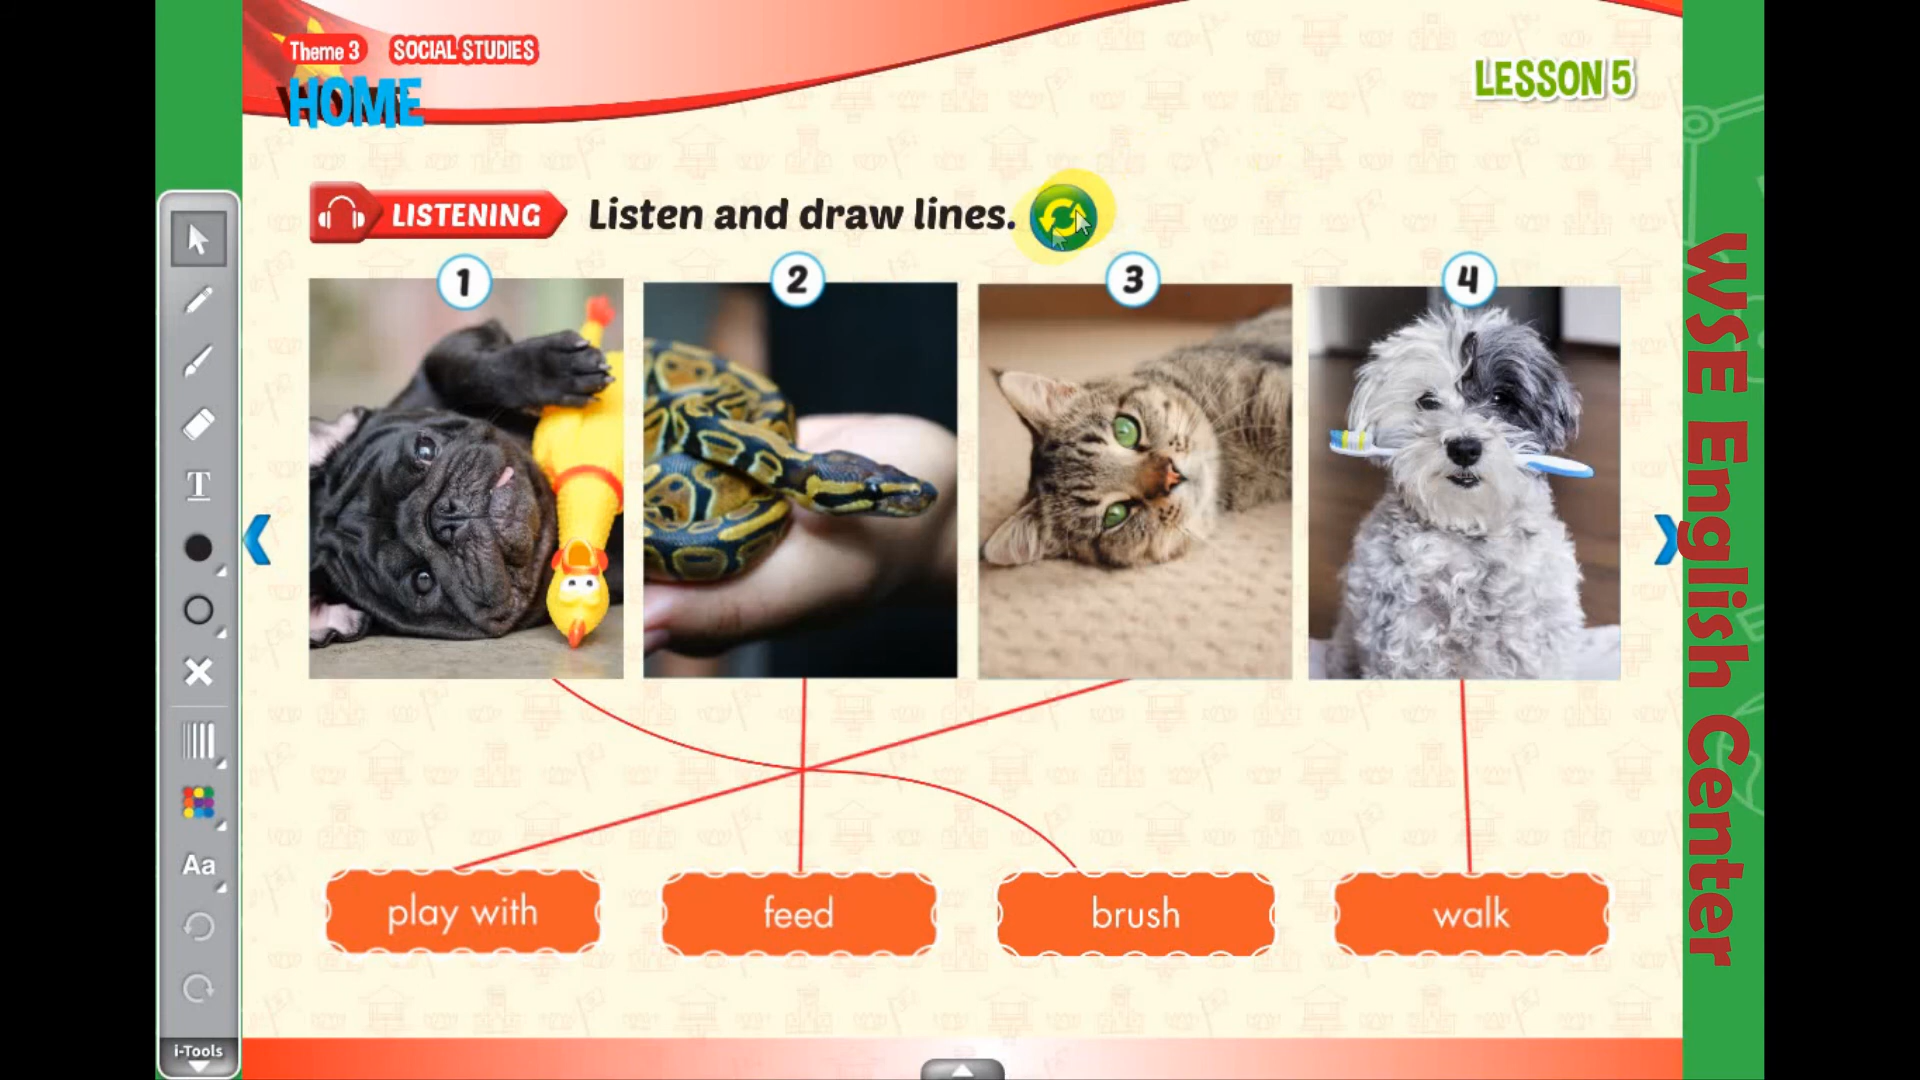 Theme 3 SOCIAL STUDIES
HOME
LESSON 5
LISTENING Listen and draw lines.
1 2 3 4
play with feed brush walk
T
Aa
i-Tools
WSE English Center